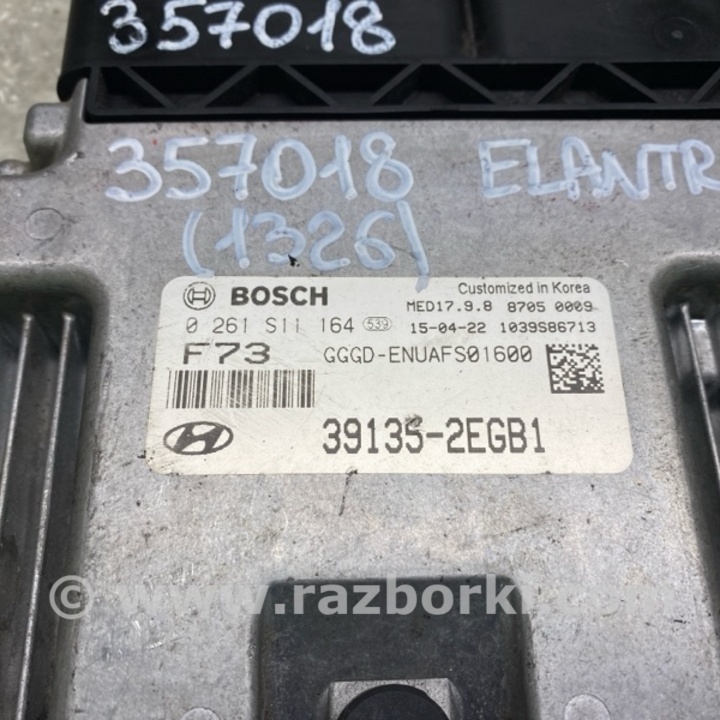 357018
357018 ELANTR
(1326)
BOSCH
Customized in Korea
MED17.9.8 8705 0009
0 261 S11 164 539 15-04-22 1039S86713
F73 GGGD-ENUAFS01600
39135-2EGB1
© www.razborki.com